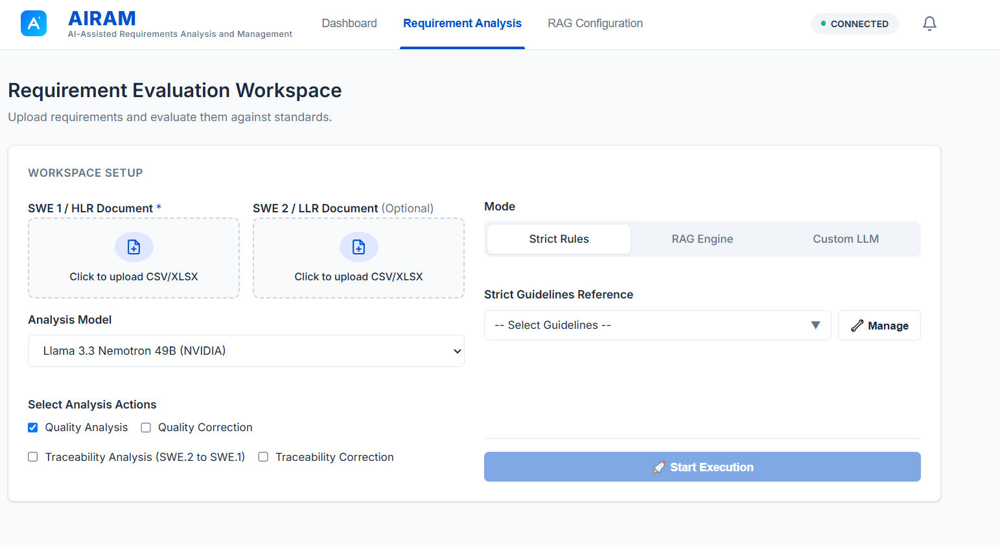 AIRAM
AI-Assisted Requirements Analysis and Management
Dashboard
Requirement Analysis
RAG Configuration
CONNECTED
Requirement Evaluation Workspace
Upload requirements and evaluate them against standards.
WORKSPACE SETUP
SWE 1 / HLR Document *
Click to upload CSV/XLSX
SWE 2 / LLR Document (Optional)
Click to upload CSV/XLSX
Analysis Model
Llama 3.3 Nemotron 49B (NVIDIA)
Select Analysis Actions
Quality Analysis
Quality Correction
Traceability Analysis (SWE.2 to SWE.1)
Traceability Correction
Mode
Strict Rules
RAG Engine
Custom LLM
Strict Guidelines Reference
-- Select Guidelines --
Manage
Start Execution